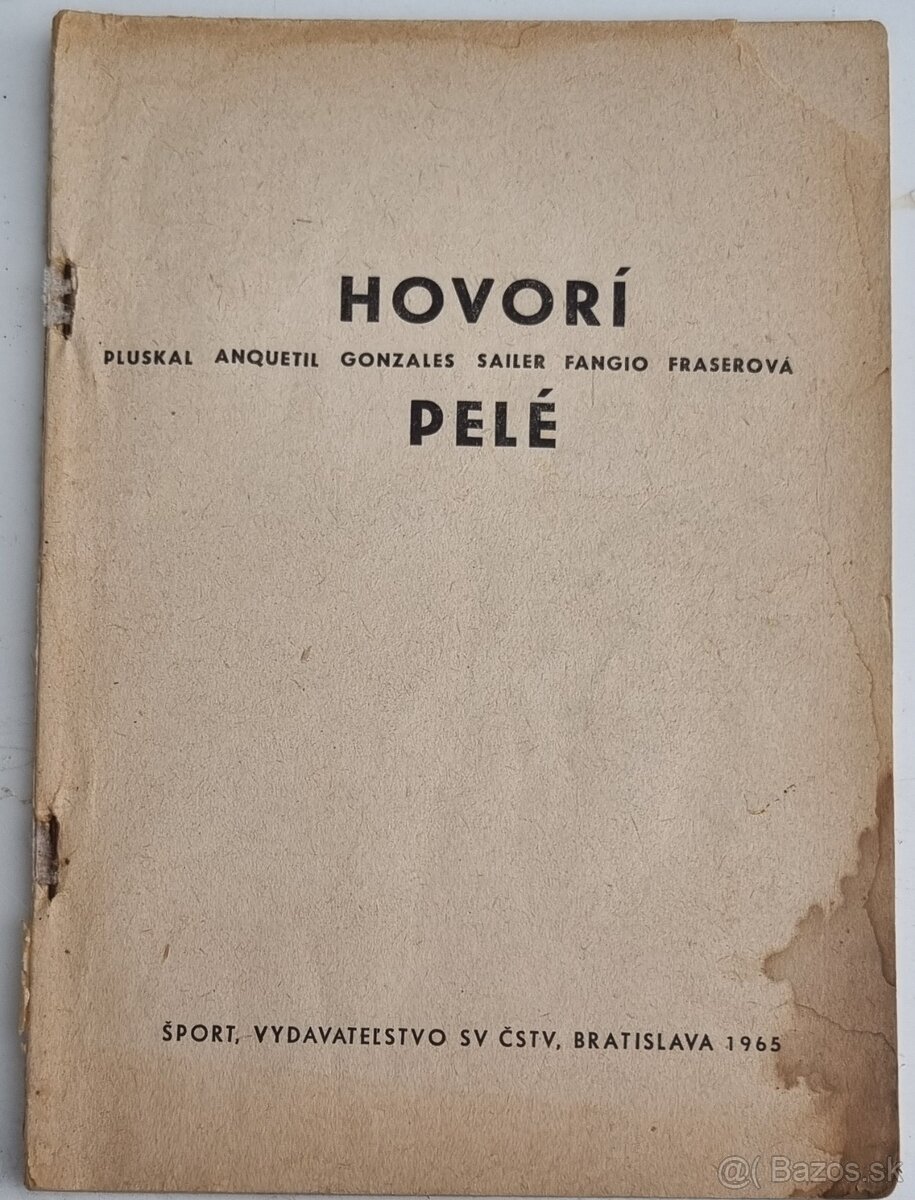 HOVORÍ
PLUSKAL ANQUETIL GONZALES SAILER FANGIO FRASEROVÁ
PELÉ
ŠPORT, VYDAVATEĽSTVO SV ČSTV, BRATISLAVA 1965
@( Bazos.sk